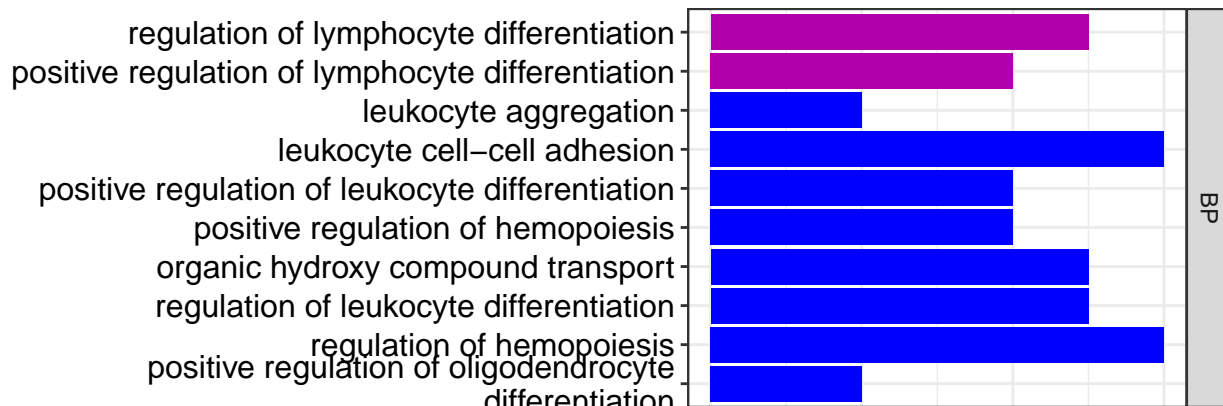 regulation of lymphocyte differentiation
positive regulation of lymphocyte differentiation
leukocyte aggregation
leukocyte cell−cell adhesion
positive regulation of leukocyte differentiation
positive regulation of hemopoiesis
organic hydroxy compound transport
regulation of leukocyte differentiation
regulation of hemopoiesis
positive regulation of oligodendrocyte
differentiation
BP